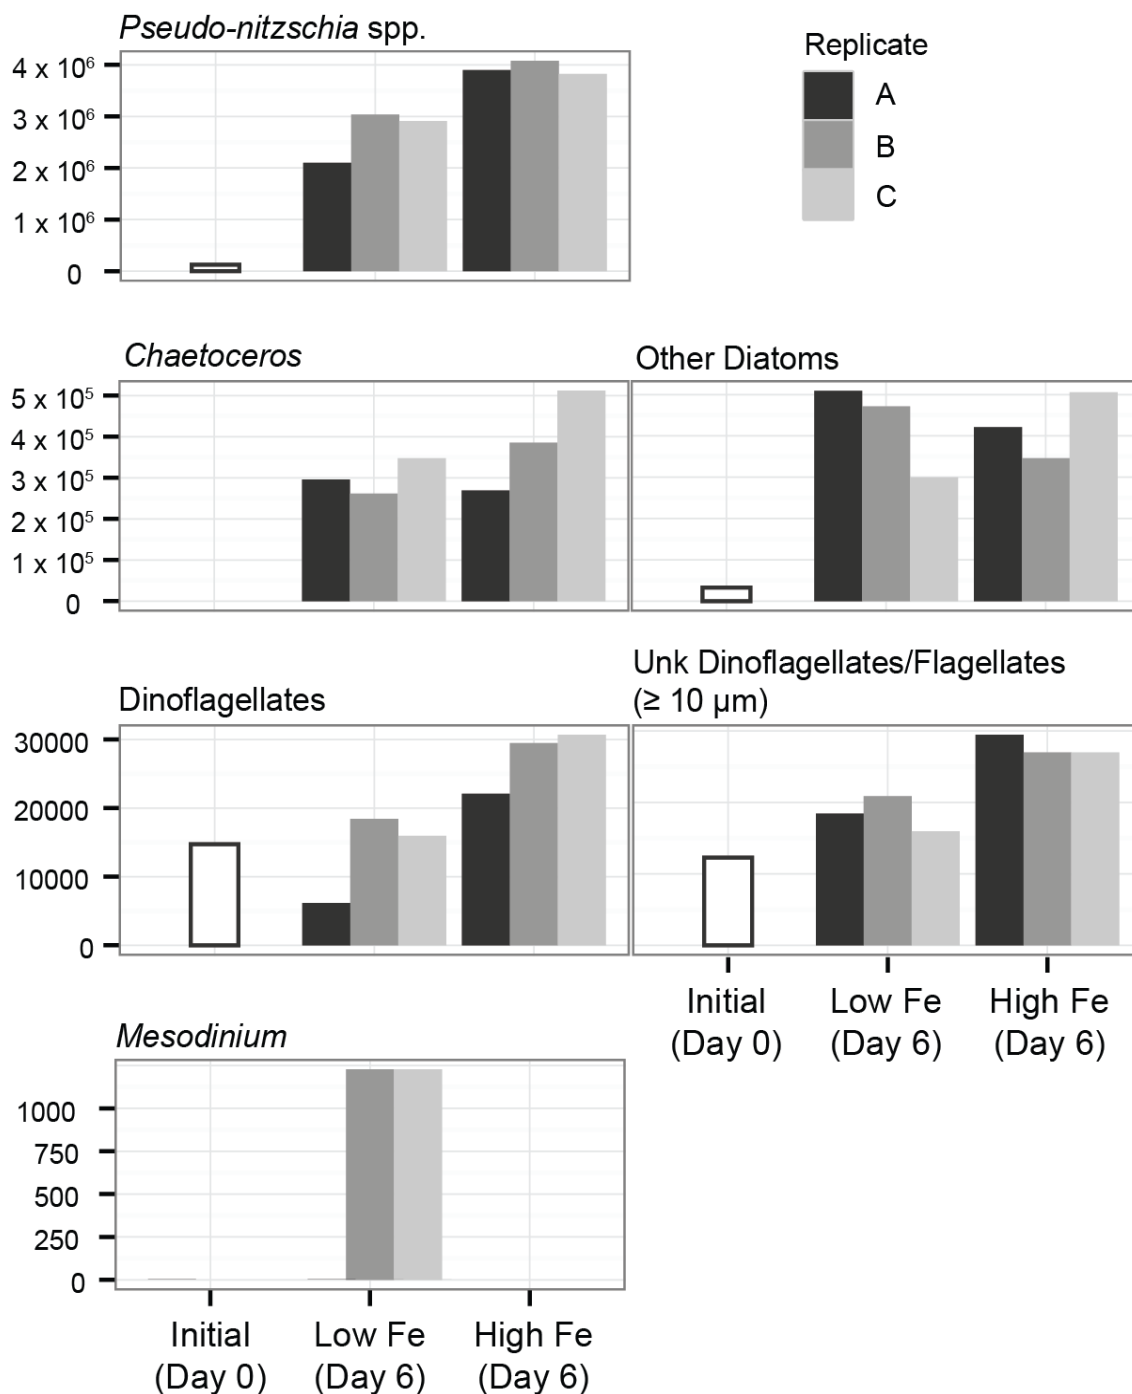 Pseudo-nitzschia spp.
4 x 10⁶
3 x 10⁶
2 x 10⁶
1 x 10⁶
0
Replicate
A
B
C
Chaetoceros
Other Diatoms
5 x 10⁵
4 x 10⁵
3 x 10⁵
2 x 10⁵
1 x 10⁵
0
Dinoflagellates
Unk Dinoflagellates/Flagellates
(≥ 10 µm)
30000
20000
10000
0
Initial
(Day 0)
Low Fe
(Day 6)
High Fe
(Day 6)
Mesodinium
1000
750
500
250
0
Initial
(Day 0)
Low Fe
(Day 6)
High Fe
(Day 6)